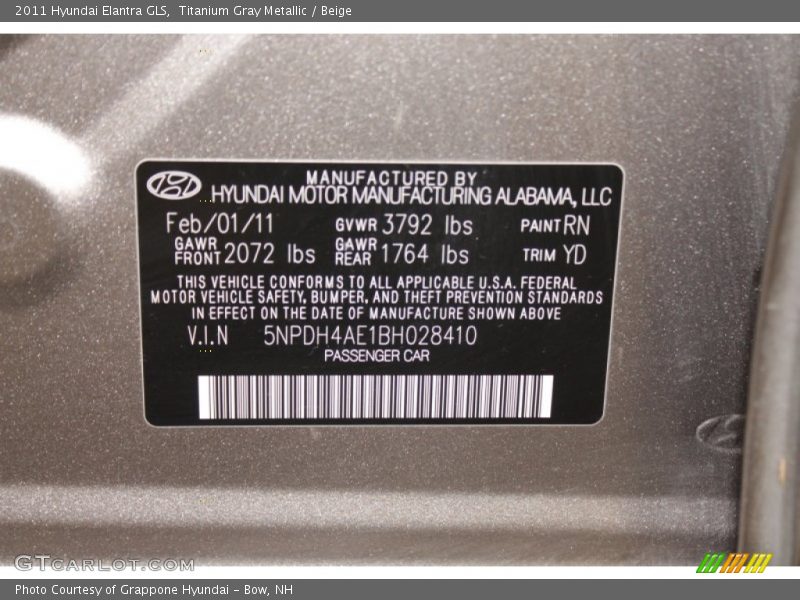 2011 Hyundai Elantra GLS,  Titanium Gray Metallic / Beige
MANUFACTURED BY
HYUNDAI MOTOR MANUFACTURING ALABAMA, LLC
Feb/01/11 GVWR 3792 lbs PAINT RN
GAWR FRONT 2072 lbs GAWR REAR 1764 lbs TRIM YD
THIS VEHICLE CONFORMS TO ALL APPLICABLE U.S.A. FEDERAL
MOTOR VEHICLE SAFETY, BUMPER, AND THEFT PREVENTION STANDARDS
IN EFFECT ON THE DATE OF MANUFACTURE SHOWN ABOVE
V.I.N 5NPDH4AE1BH028410
PASSENGER CAR
GTCARLOT.COM
Photo Courtesy of Grappone Hyundai - Bow, NH